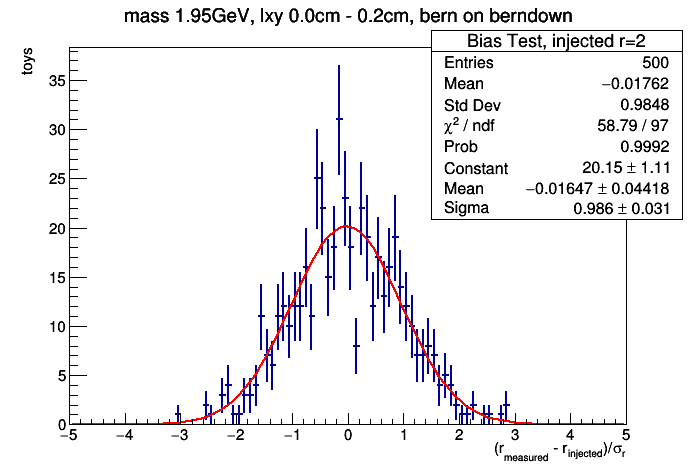 mass 1.95GeV, lxy 0.0cm - 0.2cm, bern on berndown
toys
Bias Test, injected r=2
Entries 500
Mean −0.01762
Std Dev 0.9848
χ² / ndf 58.79 / 97
Prob 0.9992
Constant 20.15 ± 1.11
Mean −0.01647 ± 0.04418
Sigma 0.986 ± 0.031
35
30
25
20
15
10
5
0
−5 −4 −3 −2 −1 0 1 2 3 4 5
(r_measured - r_injected)/σ_r